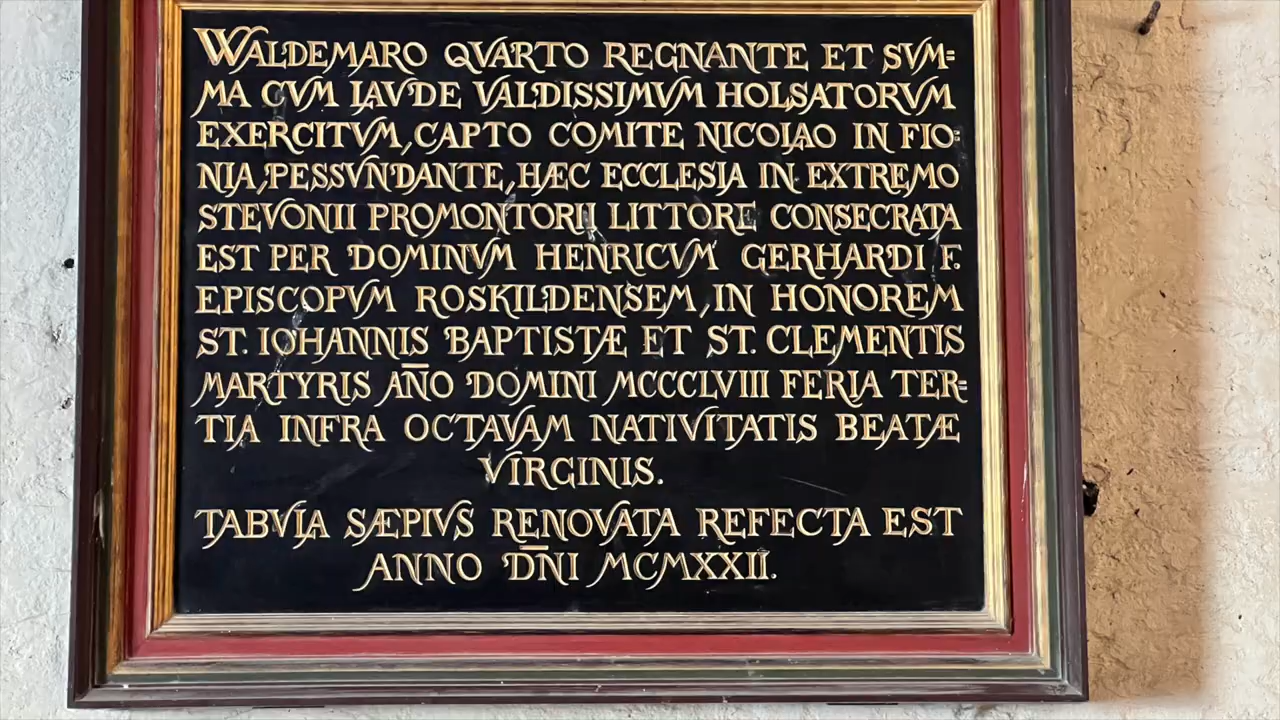 WALDEMARO QVARTO REGNANTE ET SVM=
MA CVM LAVDE VALDISSIMVM HOLSATORVM
EXERCITVM, CAPTO COMITE NICOLAO IN FIO=
NIA, PESSVNDANTE, HÆC ECCLESIA IN EXTREMO
STEVONII PROMONTORII LITTORE CONSECRATA
EST PER DOMINVM HENRICVM GERHARDI F.
EPISCOPVM ROSKILDENSEM, IN HONOREM
ST. IOHANNIS BAPTISTÆ ET ST. CLEMENTIS
MARTYRIS AN̄O DOMINI MCCCLVIII FERIA TER=
TIA INFRA OCTAVAM NATIVITATIS BEATÆ
VIRGINIS.
TABVLA SÆPIVS RENOVATA REFECTA EST
ANNO DN̄I MCMXXII.